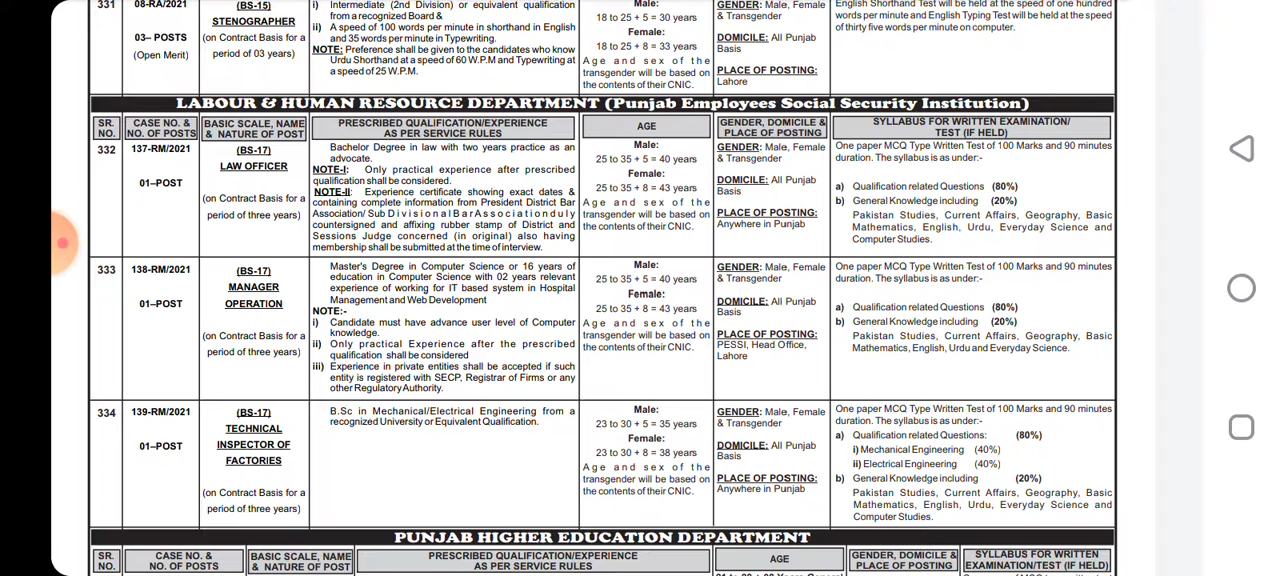 331
08-RA/2021
03– POSTS
(Open Merit)
(BS-15)
STENOGRAPHER
(on Contract Basis for a
period of 03 years)
i) Intermediate (2nd Division) or equivalent qualification
from a recognized Board &
ii) A speed of 100 words per minute in shorthand in English
and 35 words per minute in Typewriting.
NOTE: Preference shall be given to the candidates who know
Urdu Shorthand at a speed of 60 W.P.M and Typewriting at
a speed of 25 W.P.M.
Male:
18 to 25 + 5 = 30 years
Female:
18 to 25 + 8 = 33 years
Age and sex of the
transgender will be based on
the contents of their CNIC.
GENDER: Male, Female
& Transgender
DOMICILE: All Punjab
Basis
PLACE OF POSTING:
Lahore
English Shorthand Test will be held at the speed of one hundred
words per minute and English Typing Test will be held at the speed
of thirty five words per minute on computer.
LABOUR & HUMAN RESOURCE DEPARTMENT (Punjab Employees Social Security Institution)
SR.
NO.
CASE NO. &
NO. OF POSTS
BASIC SCALE, NAME
& NATURE OF POST
PRESCRIBED QUALIFICATION/EXPERIENCE
AS PER SERVICE RULES
AGE
GENDER, DOMICILE &
PLACE OF POSTING
SYLLABUS FOR WRITTEN EXAMINATION/
TEST (IF HELD)
332
137-RM/2021
01–POST
(BS-17)
LAW OFFICER
(on Contract Basis for a
period of three years)
Bachelor Degree in law with two years practice as an
advocate.
NOTE-I: Only practical experience after prescribed
qualification shall be considered.
NOTE-II: Experience certificate showing exact dates &
containing complete information from President District Bar
Association/ Sub D i v i s i o n a l B a r A s s o c i a t i o n d u l y
countersigned and affixing rubber stamp of District and
Sessions Judge concerned (in original) also having
membership shall be submitted at the time of interview.
Male:
25 to 35 + 5 = 40 years
Female:
25 to 35 + 8 = 43 years
Age and sex of the
transgender will be based on
the contents of their CNIC.
GENDER: Male, Female
& Transgender
DOMICILE: All Punjab
Basis
PLACE OF POSTING:
Anywhere in Punjab
One paper MCQ Type Written Test of 100 Marks and 90 minutes
duration. The syllabus is as under:-
a) Qualification related Questions (80%)
b) General Knowledge including (20%)
Pakistan Studies, Current Affairs, Geography, Basic
Mathematics, English, Urdu, Everyday Science and
Computer Studies.
333
138-RM/2021
01–POST
(BS-17)
MANAGER
OPERATION
(on Contract Basis for a
period of three years)
Master's Degree in Computer Science or 16 years of
education in Computer Science with 02 years relevant
experience of working for IT based system in Hospital
Management and Web Development
NOTE:-
i) Candidate must have advance user level of Computer
knowledge.
ii) Only practical Experience after the prescribed
qualification shall be considered
iii) Experience in private entities shall be accepted if such
entity is registered with SECP, Registrar of Firms or any
other Regulatory Authority.
Male:
25 to 35 + 5 = 40 years
Female:
25 to 35 + 8 = 43 years
Age and sex of the
transgender will be based on
the contents of their CNIC.
GENDER: Male, Female
& Transgender
DOMICILE: All Punjab
Basis
PLACE OF POSTING:
PESSI, Head Office,
Lahore
One paper MCQ Type Written Test of 100 Marks and 90 minutes
duration. The syllabus is as under:-
a) Qualification related Questions (80%)
b) General Knowledge including (20%)
Pakistan Studies, Current Affairs, Geography, Basic
Mathematics, English, Urdu and Everyday Science.
334
139-RM/2021
01–POST
(BS-17)
TECHNICAL
INSPECTOR OF
FACTORIES
(on Contract Basis for a
period of three years)
B.Sc in Mechanical/Electrical Engineering from a
recognized University or Equivalent Qualification.
Male:
23 to 30 + 5 = 35 years
Female:
23 to 30 + 8 = 38 years
Age and sex of the
transgender will be based on
the contents of their CNIC.
GENDER: Male, Female
& Transgender
DOMICILE: All Punjab
Basis
PLACE OF POSTING:
Anywhere in Punjab
One paper MCQ Type Written Test of 100 Marks and 90 minutes
duration. The syllabus is as under:-
a) Qualification related Questions: (80%)
i) Mechanical Engineering (40%)
ii) Electrical Engineering (40%)
b) General Knowledge including (20%)
Pakistan Studies, Current Affairs, Geography, Basic
Mathematics, English, Urdu, Everyday Science and
Computer Studies.
PUNJAB HIGHER EDUCATION DEPARTMENT
SR.
NO.
CASE NO. &
NO. OF POSTS
BASIC SCALE, NAME
& NATURE OF POST
PRESCRIBED QUALIFICATION/EXPERIENCE
AS PER SERVICE RULES
AGE
GENDER, DOMICILE &
PLACE OF POSTING
SYLLABUS FOR WRITTEN
EXAMINATION/TEST (IF HELD)